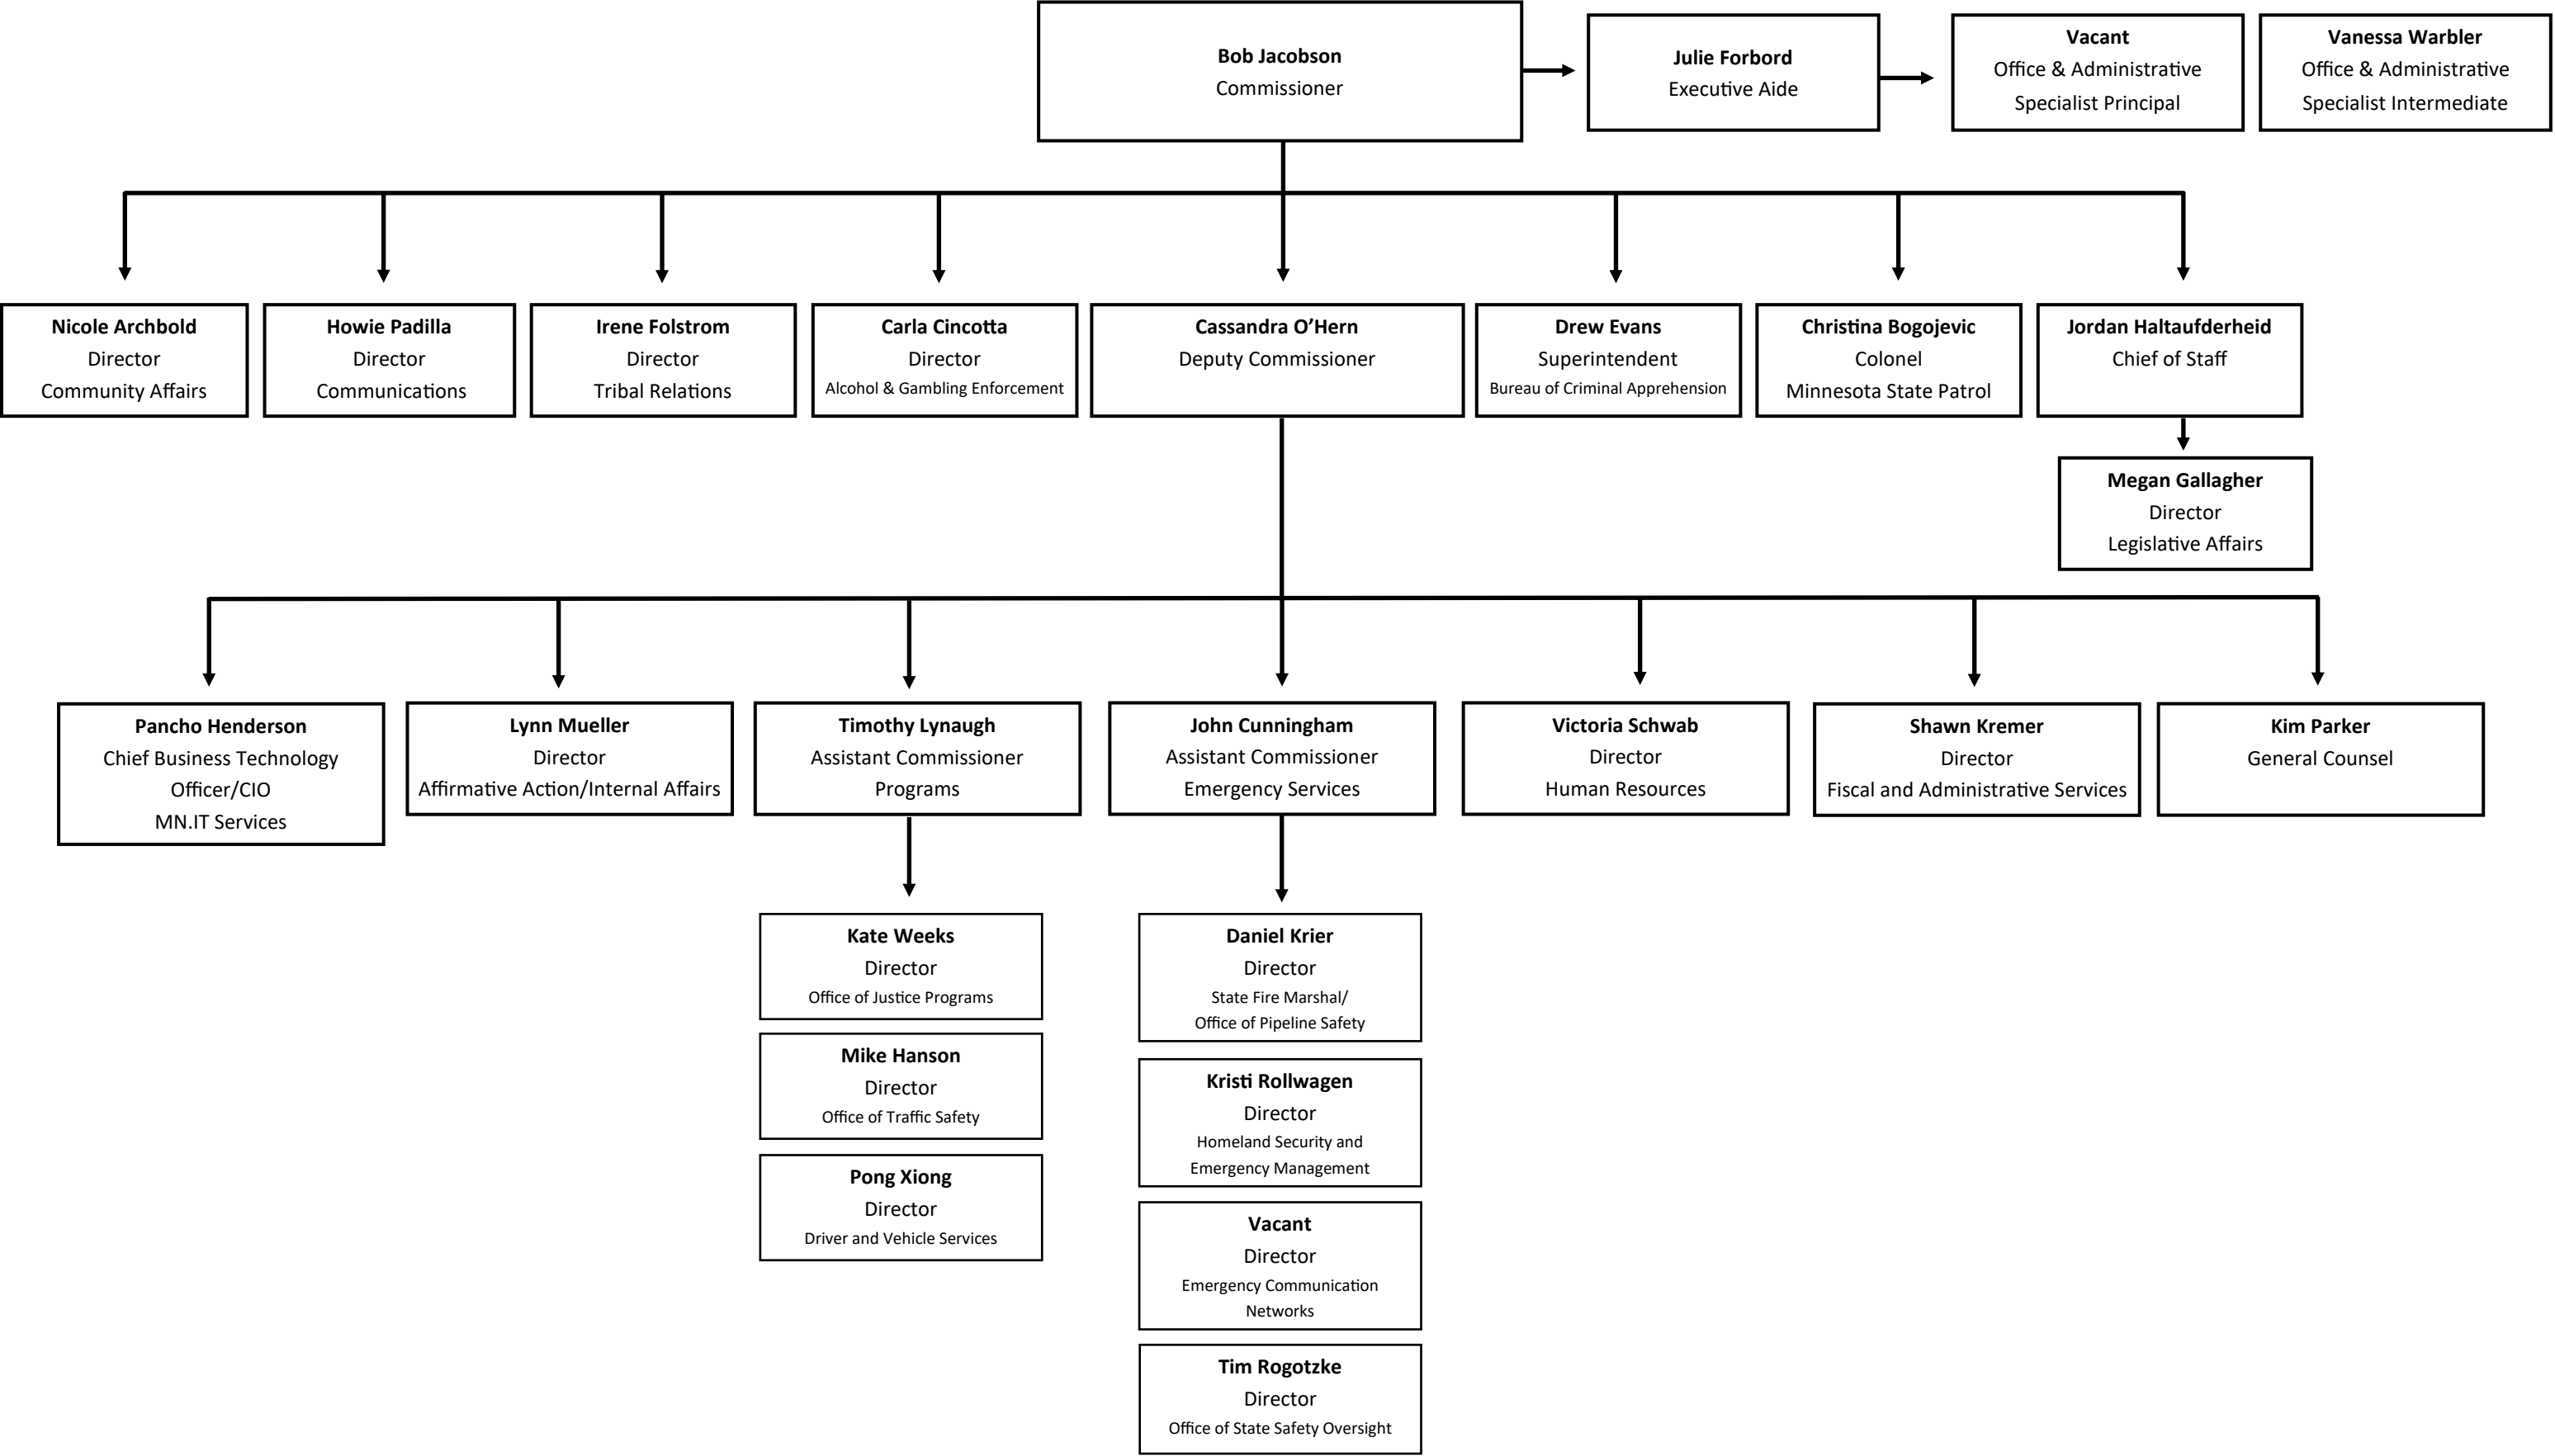 Bob Jacobson
Commissioner
Julie Forbord
Executive Aide
Vacant
Office & Administrative
Specialist Principal
Vanessa Warbler
Office & Administrative
Specialist Intermediate
Nicole Archbold
Director
Community Affairs
Howie Padilla
Director
Communications
Irene Folstrom
Director
Tribal Relations
Carla Cincotta
Director
Alcohol & Gambling Enforcement
Cassandra O’Hern
Deputy Commissioner
Drew Evans
Superintendent
Bureau of Criminal Apprehension
Christina Bogojevic
Colonel
Minnesota State Patrol
Jordan Haltaufderheid
Chief of Staff
Megan Gallagher
Director
Legislative Affairs
Pancho Henderson
Chief Business Technology
Officer/CIO
MN.IT Services
Lynn Mueller
Director
Affirmative Action/Internal Affairs
Timothy Lynaugh
Assistant Commissioner
Programs
John Cunningham
Assistant Commissioner
Emergency Services
Victoria Schwab
Director
Human Resources
Shawn Kremer
Director
Fiscal and Administrative Services
Kim Parker
General Counsel
Kate Weeks
Director
Office of Justice Programs
Mike Hanson
Director
Office of Traffic Safety
Pong Xiong
Director
Driver and Vehicle Services
Daniel Krier
Director
State Fire Marshal/
Office of Pipeline Safety
Kristi Rollwagen
Director
Homeland Security and
Emergency Management
Vacant
Director
Emergency Communication
Networks
Tim Rogotzke
Director
Office of State Safety Oversight